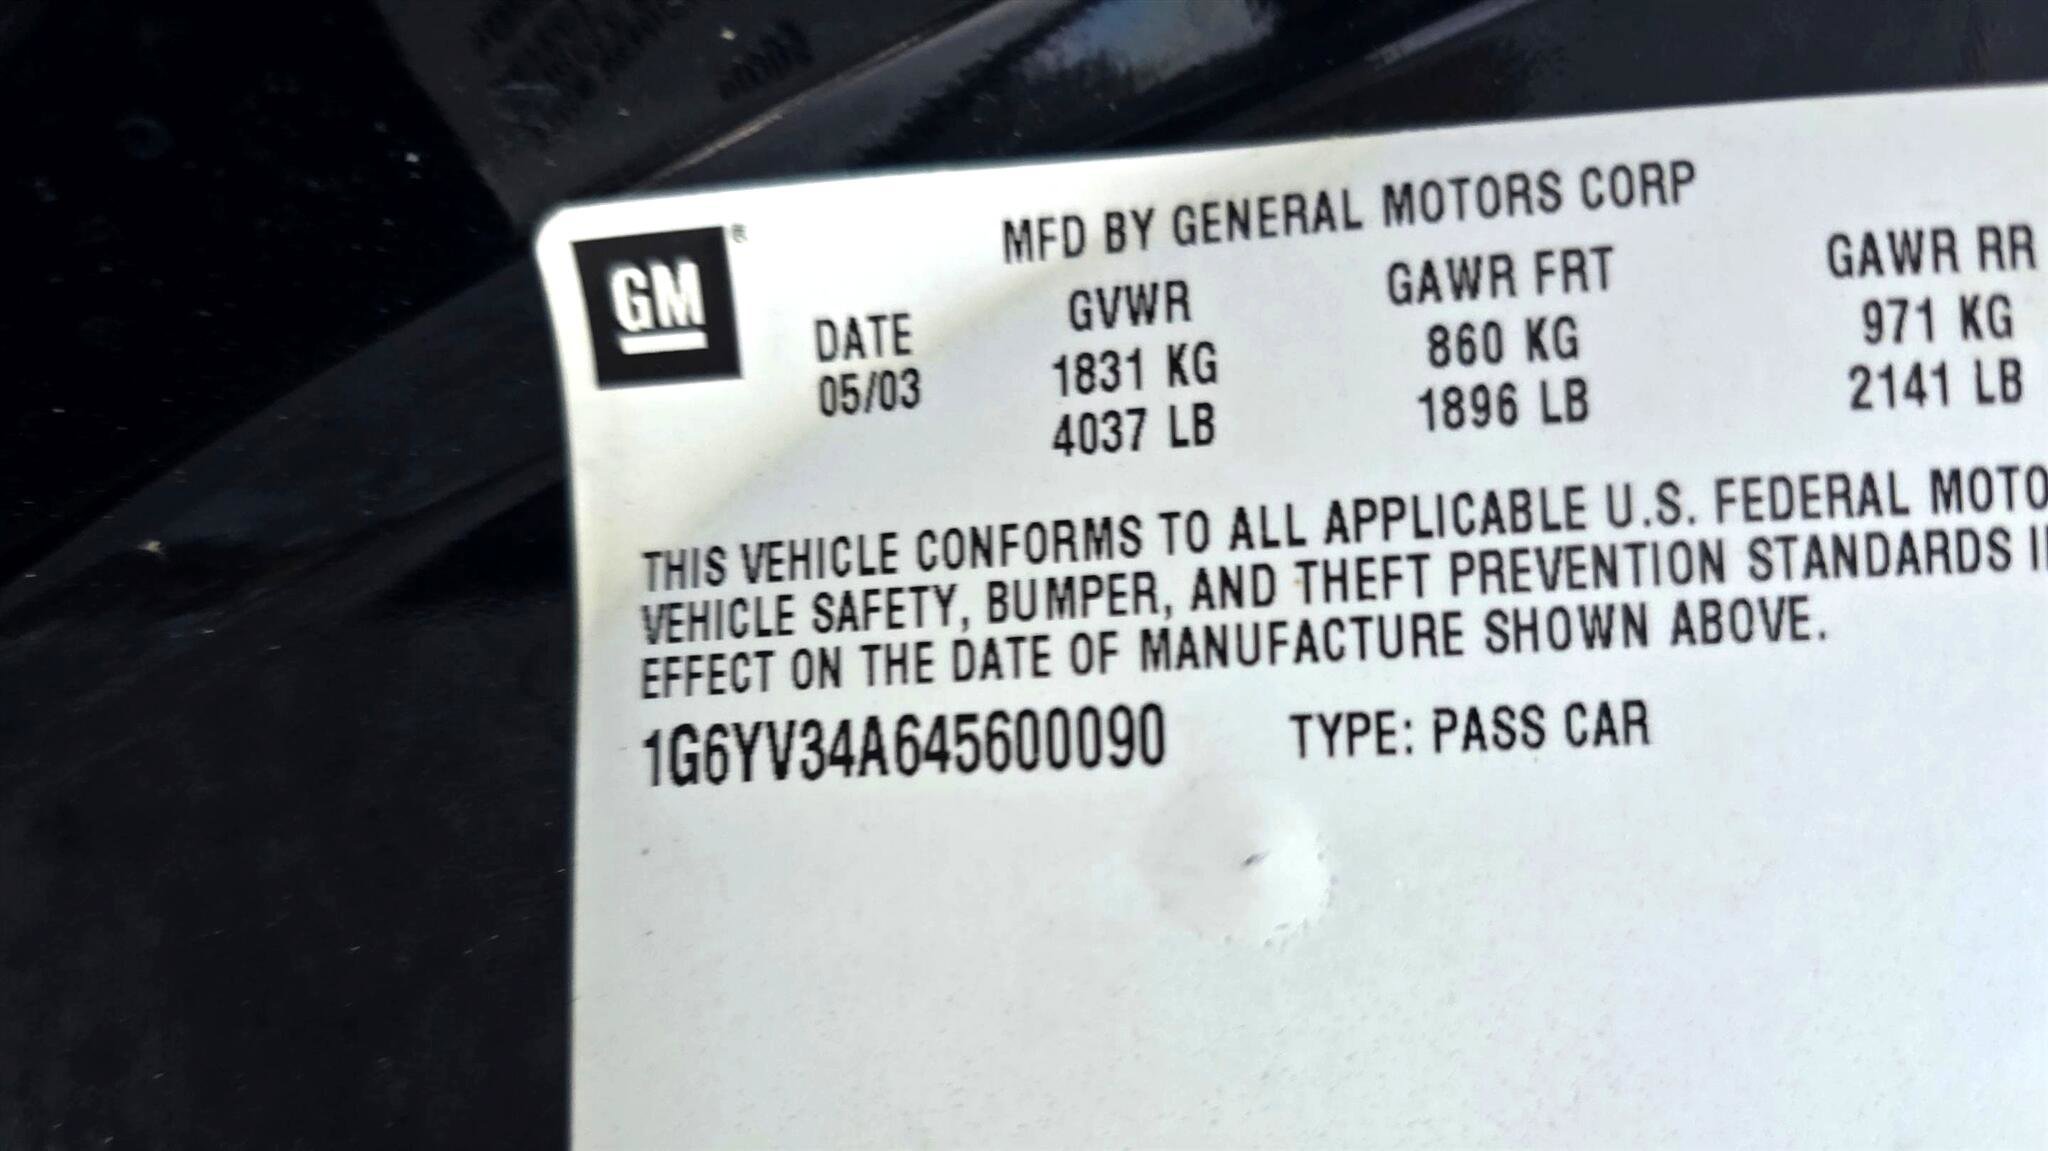 GM®
MFD BY GENERAL MOTORS CORP
DATE GVWR GAWR FRT GAWR RR
05/03 1831 KG 860 KG 971 KG
4037 LB 1896 LB 2141 LB
THIS VEHICLE CONFORMS TO ALL APPLICABLE U.S. FEDERAL MOTO
VEHICLE SAFETY, BUMPER, AND THEFT PREVENTION STANDARDS I
EFFECT ON THE DATE OF MANUFACTURE SHOWN ABOVE.
1G6YV34A645600090 TYPE: PASS CAR